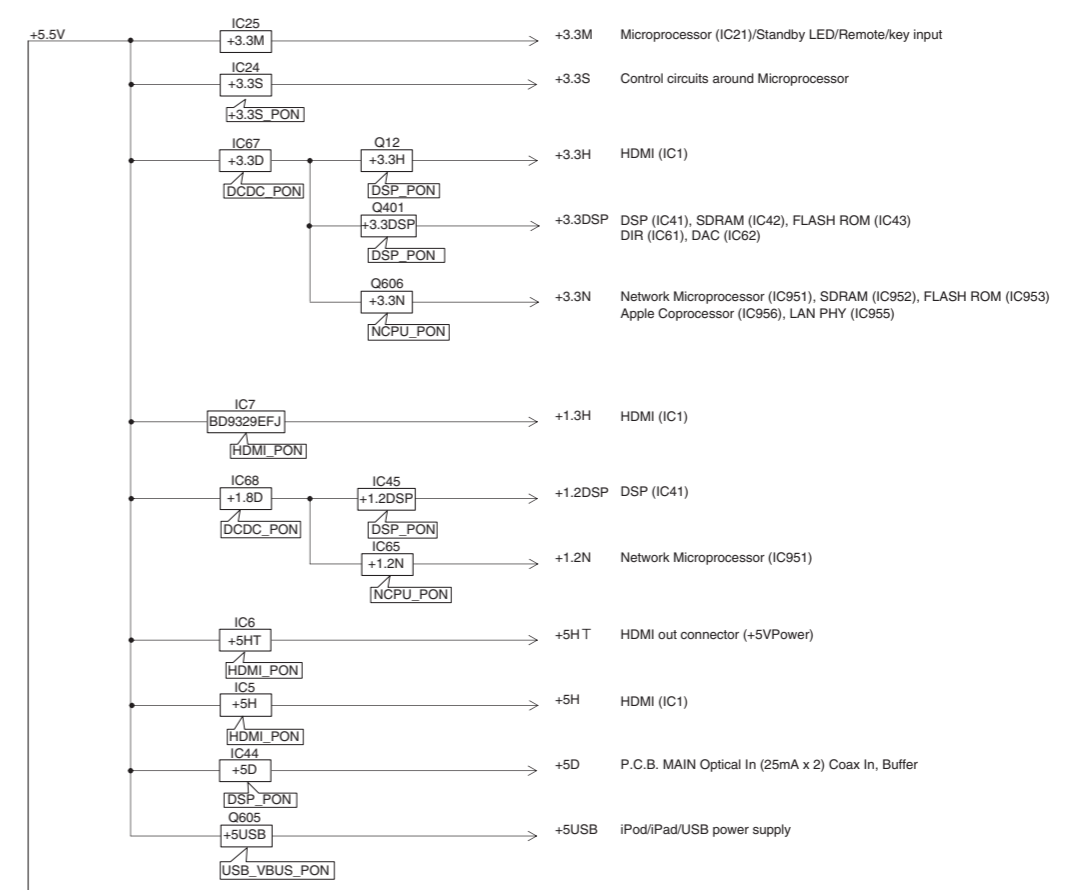 +5.5V
IC25
+3.3M
+3.3M Microprocessor (IC21)/Standby LED/Remote/key input
IC24
+3.3S
+3.3S_PON
+3.3S Control circuits around Microprocessor
IC67
+3.3D
DCDC_PON
Q12
+3.3H
DSP_PON
+3.3H HDMI (IC1)
Q401
+3.3DSP
DSP_PON
+3.3DSP DSP (IC41), SDRAM (IC42), FLASH ROM (IC43)
DIR (IC61), DAC (IC62)
Q606
+3.3N
NCPU_PON
+3.3N Network Microprocessor (IC951), SDRAM (IC952), FLASH ROM (IC953)
Apple Coprocessor (IC956), LAN PHY (IC955)
IC7
BD9329EFJ
HDMI_PON
+1.3H HDMI (IC1)
IC68
+1.8D
DCDC_PON
IC45
+1.2DSP
DSP_PON
+1.2DSP DSP (IC41)
IC65
+1.2N
NCPU_PON
+1.2N Network Microprocessor (IC951)
IC6
+5HT
HDMI_PON
+5HT HDMI out connector (+5VPower)
IC5
+5H
HDMI_PON
+5H HDMI (IC1)
IC44
+5D
DSP_PON
+5D P.C.B. MAIN Optical In (25mA x 2) Coax In, Buffer
Q605
+5USB
USB_VBUS_PON
+5USB iPod/iPad/USB power supply